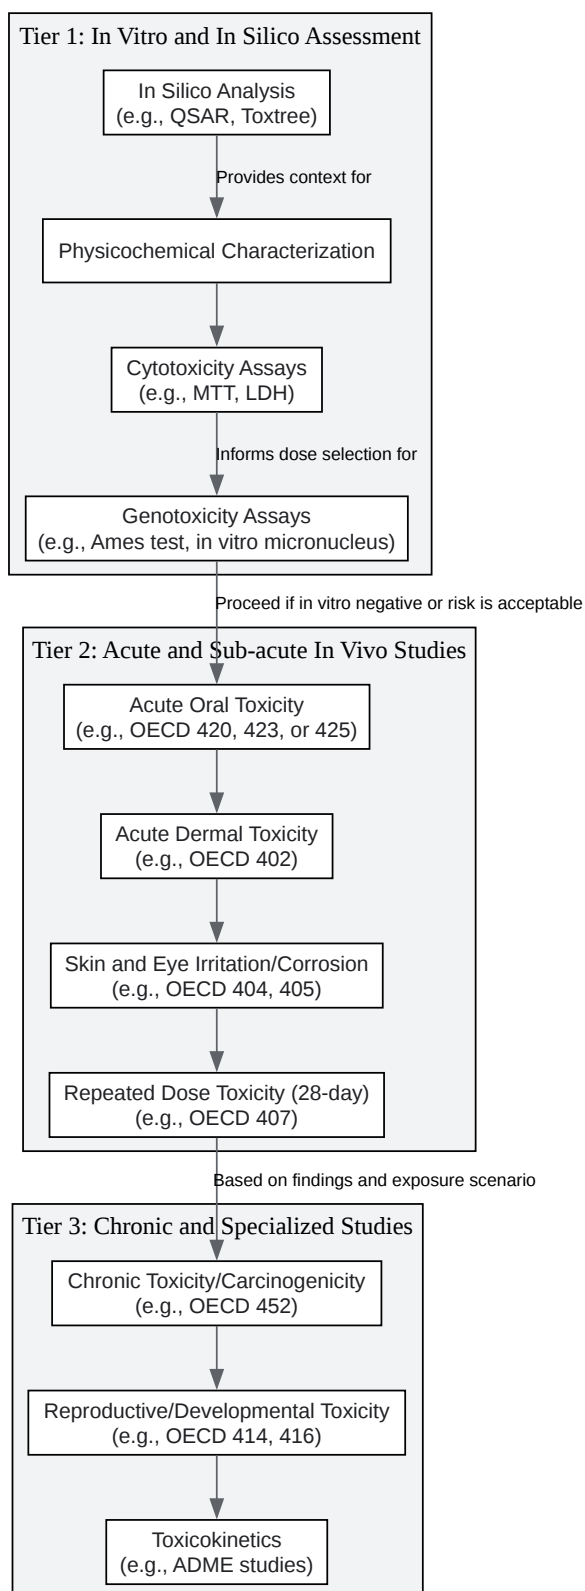 Tier 1: In Vitro and In Silico Assessment
In Silico Analysis
(e.g., QSAR, Toxtree)
Provides context for
Physicochemical Characterization
Cytotoxicity Assays
(e.g., MTT, LDH)
Informs dose selection for
Genotoxicity Assays
(e.g., Ames test, in vitro micronucleus)
Proceed if in vitro negative or risk is acceptable
Tier 2: Acute and Sub-acute In Vivo Studies
Acute Oral Toxicity
(e.g., OECD 420, 423, or 425)
Acute Dermal Toxicity
(e.g., OECD 402)
Skin and Eye Irritation/Corrosion
(e.g., OECD 404, 405)
Repeated Dose Toxicity (28-day)
(e.g., OECD 407)
Based on findings and exposure scenario
Tier 3: Chronic and Specialized Studies
Chronic Toxicity/Carcinogenicity
(e.g., OECD 452)
Reproductive/Developmental Toxicity
(e.g., OECD 414, 416)
Toxicokinetics
(e.g., ADME studies)